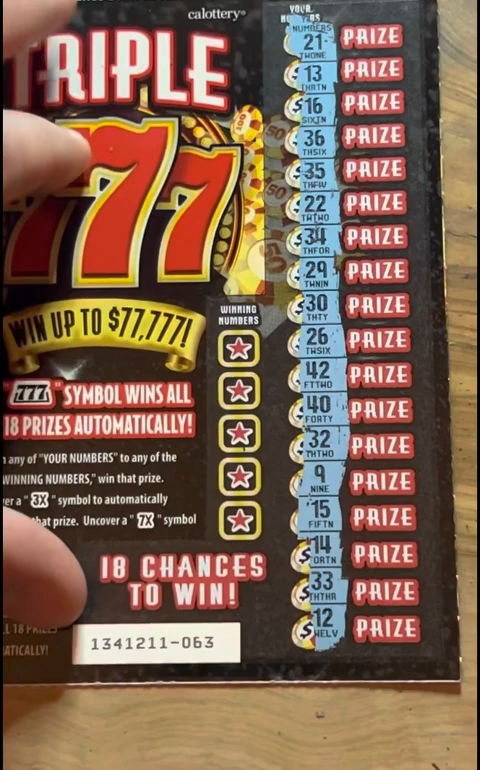 calottery
YOUR
NUMBERS
TRIPLE
777
21 PRIZE
TWONE
13 PRIZE
THRTN
$16 PRIZE
SIXTN
36 PRIZE
THSIX
$35 PRIZE
THFIV
22 PRIZE
TWTWO
$34 PRIZE
THFOR
29 PRIZE
TWNIN
$30 PRIZE
THTY
26 PRIZE
TWSIX
42 PRIZE
FTTWO
40 PRIZE
FORTY
32 PRIZE
THTWO
9 PRIZE
NINE
15 PRIZE
FIFTN
$14 PRIZE
FORTN
$33 PRIZE
THTHR
$12 PRIZE
WELV
WINNING
NUMBERS
WIN UP TO $77,777!
"777" SYMBOL WINS ALL
18 PRIZES AUTOMATICALLY!
any of "YOUR NUMBERS" to any of the
WINNING NUMBERS," win that prize.
"3X" symbol to automatically
that prize. Uncover a "7X" symbol
18 CHANCES
TO WIN!
1341211-063